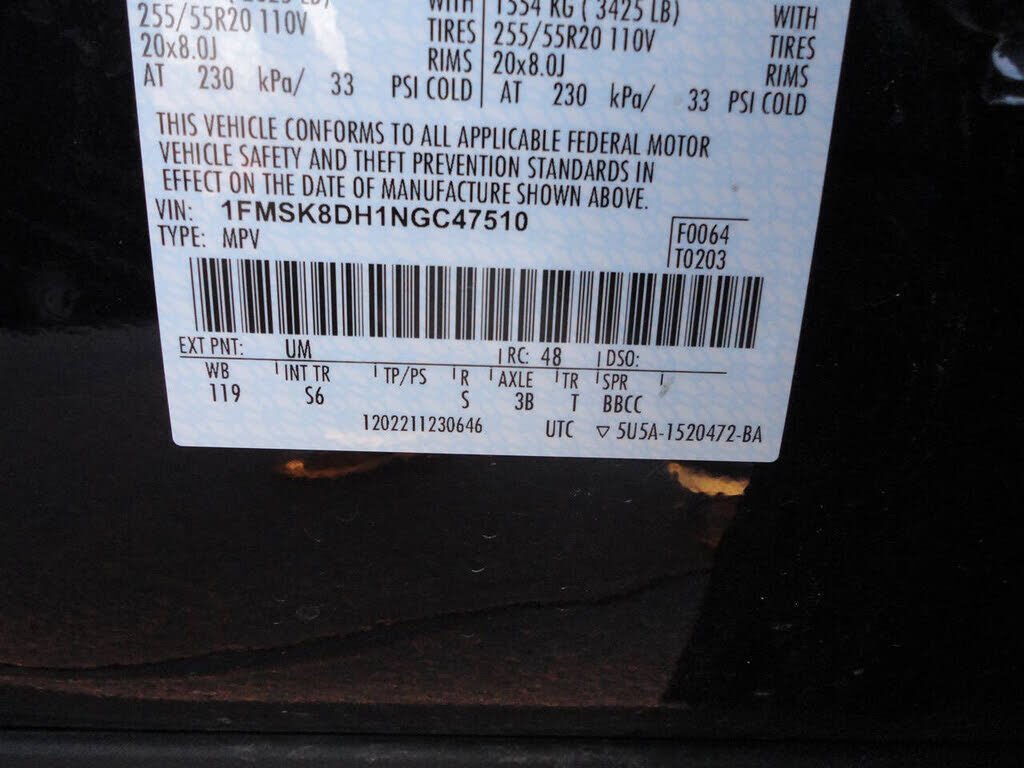 WITH 1554 KG ( 3425 LB) WITH
255/55R20 110V TIRES 255/55R20 110V TIRES
20x8.0J RIMS 20x8.0J RIMS
AT 230 kPa/ 33 PSI COLD AT 230 kPa/ 33 PSI COLD
THIS VEHICLE CONFORMS TO ALL APPLICABLE FEDERAL MOTOR
VEHICLE SAFETY AND THEFT PREVENTION STANDARDS IN
EFFECT ON THE DATE OF MANUFACTURE SHOWN ABOVE.
VIN: 1FMSK8DH1NGC47510
TYPE: MPV
F0064
T0203
EXT PNT: UM RC: 48 DSO:
WB INT TR TP/PS R AXLE TR SPR
119 S6 S 3B T BBCC
1202211230646 UTC ▽ 5U5A-1520472-BA